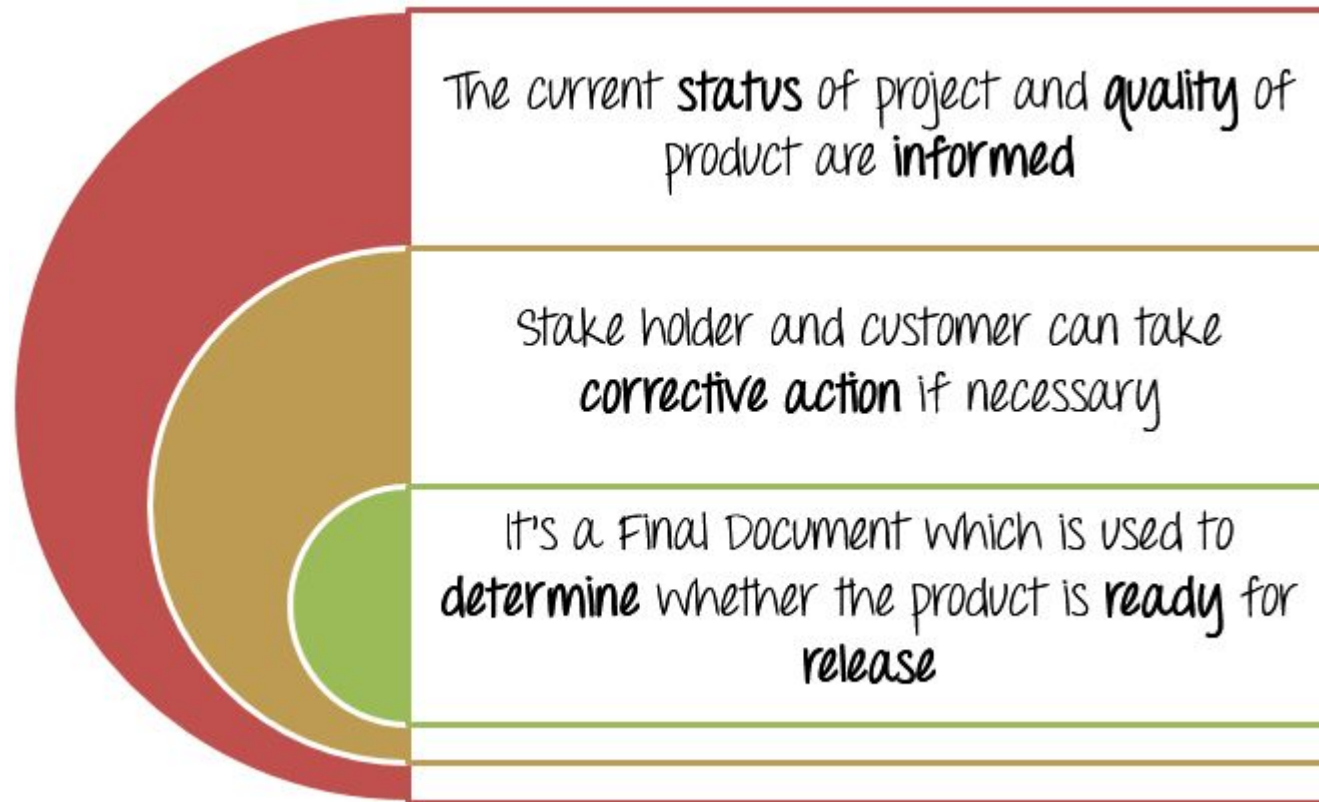 The current status of project and quality of
product are informed
Stake holder and customer can take
corrective action if necessary
It's a Final Document which is used to
determine whether the product is ready for
release